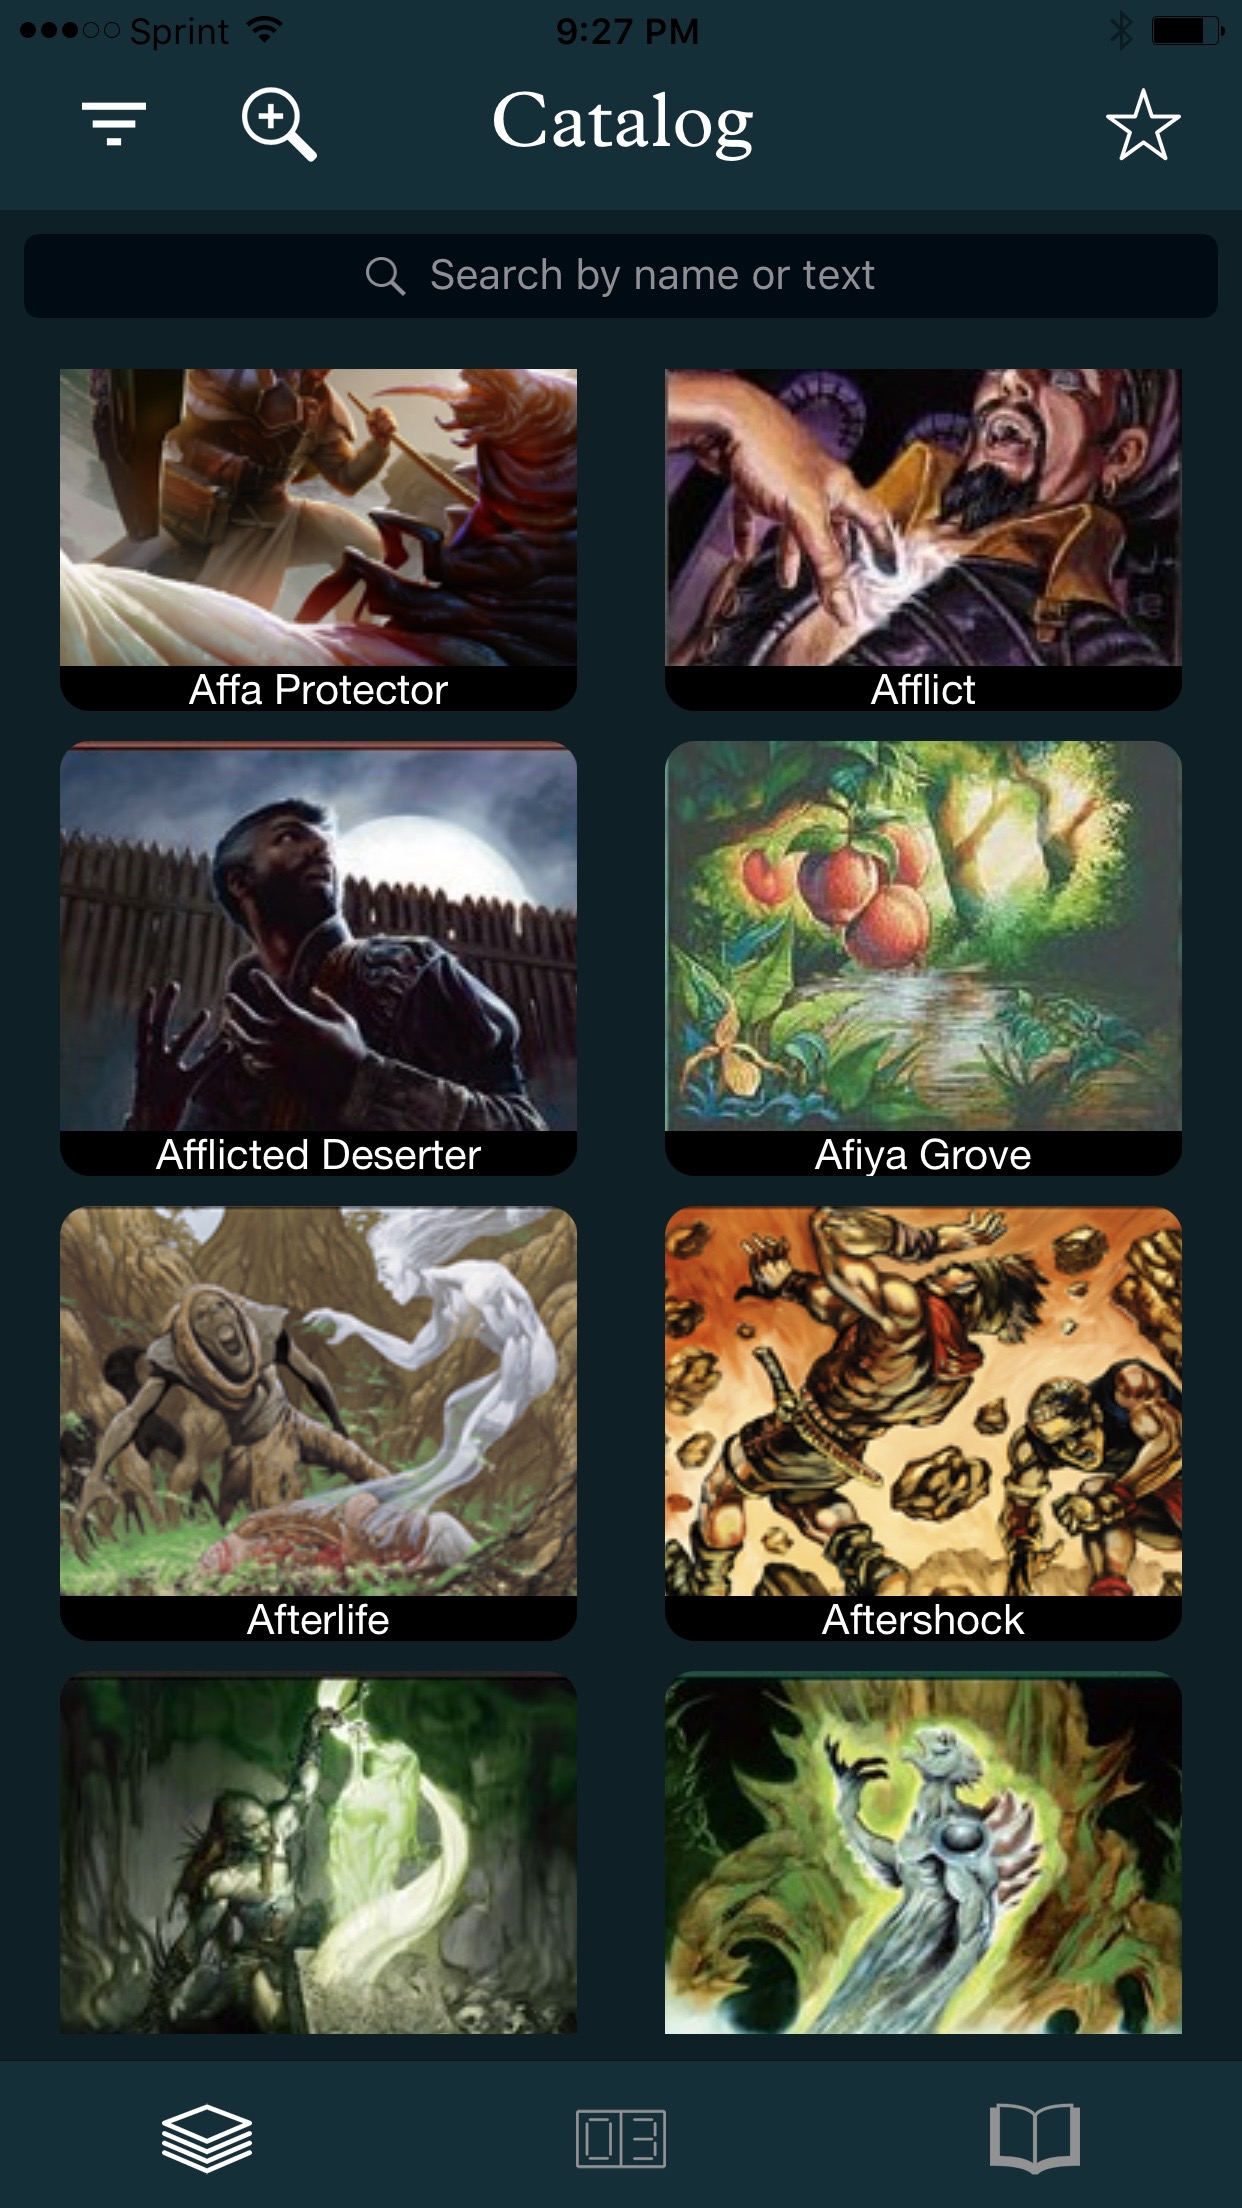 Sprint 9:27 PM
Catalog
Search by name or text
Affa Protector
Afflict
Afflicted Deserter
Afiya Grove
Afterlife
Aftershock
03